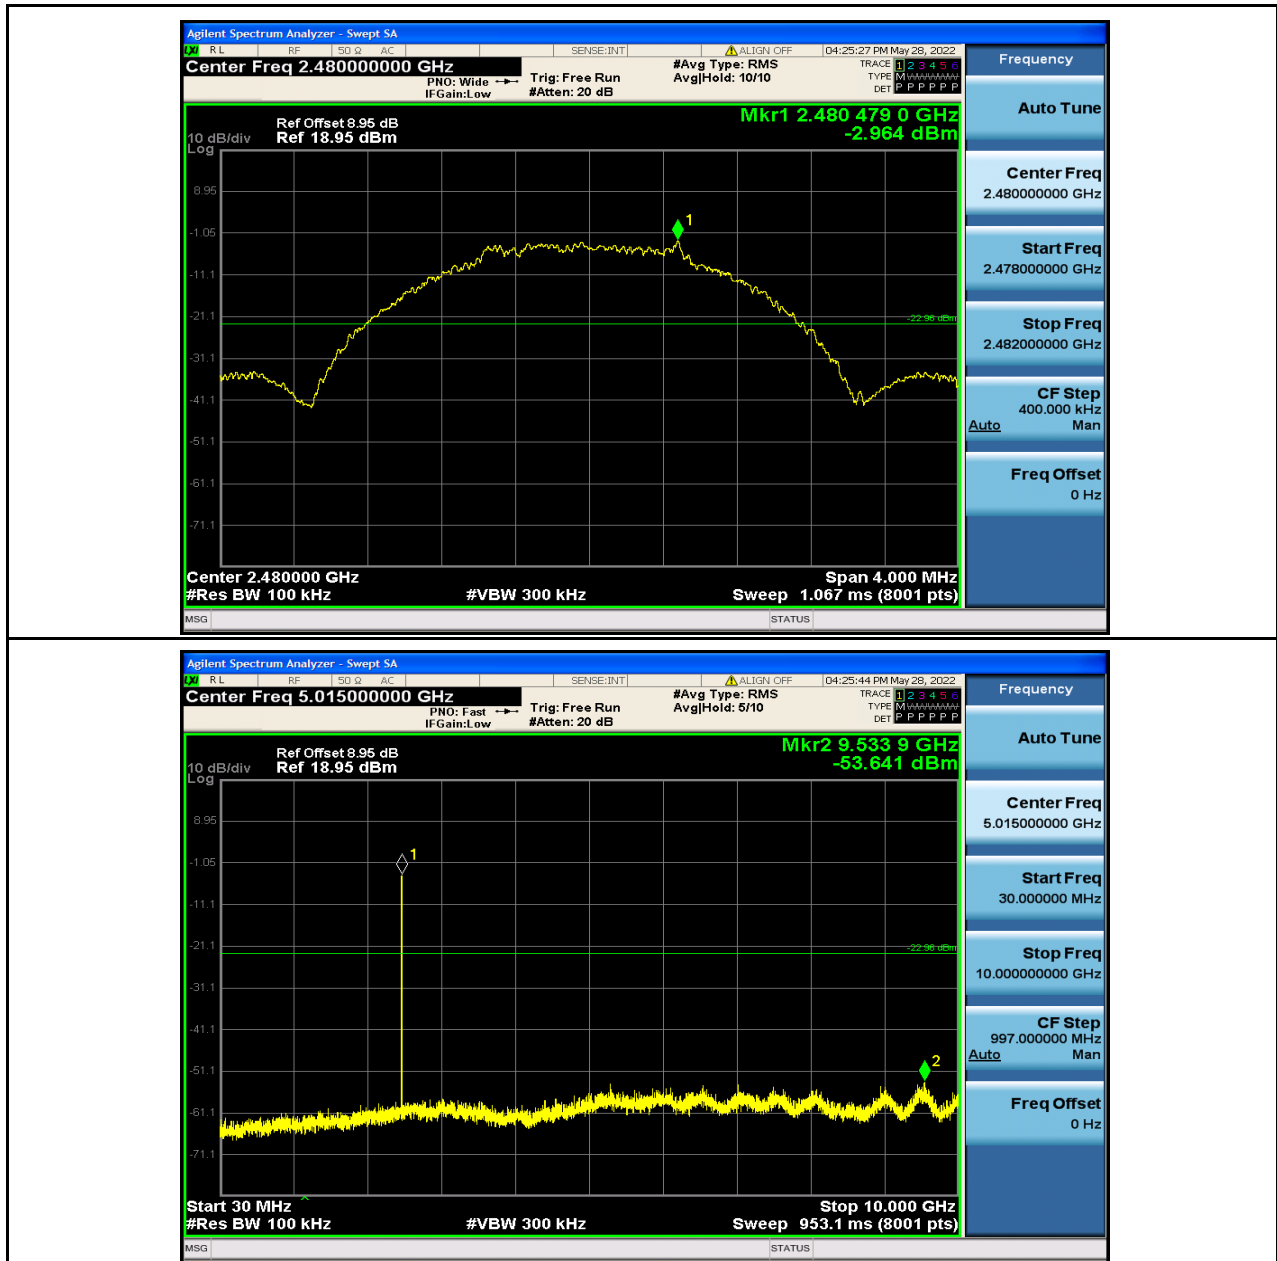 Agilent Spectrum Analyzer - Swept SA
LXI RL RF 50 Ω AC SENSE:INT ALIGN OFF 04:25:27 PM May 28, 2022
Center Freq 2.480000000 GHz
PNO: Wide
IFGain:Low
Trig: Free Run
#Atten: 20 dB
#Avg Type: RMS
Avg|Hold: 10/10
TRACE 1 2 3 4 5 6
TYPE M
DET P P P P P P
Mkr1 2.480 479 0 GHz
-2.964 dBm
Ref Offset 8.95 dB
10 dB/div Ref 18.95 dBm
Log
8.95
-1.05
-11.1
-21.1
-31.1
-41.1
-51.1
-61.1
-71.1
1
-22.96 dBm
Center 2.480000 GHz Span 4.000 MHz
#Res BW 100 kHz #VBW 300 kHz Sweep 1.067 ms (8001 pts)
MSG STATUS
Frequency
Auto Tune
Center Freq
2.480000000 GHz
Start Freq
2.478000000 GHz
Stop Freq
2.482000000 GHz
CF Step
400.000 kHz
Auto Man
Freq Offset
0 Hz
Agilent Spectrum Analyzer - Swept SA
LXI RL RF 50 Ω AC SENSE:INT ALIGN OFF 04:25:44 PM May 28, 2022
Center Freq 5.015000000 GHz
PNO: Fast
IFGain:Low
Trig: Free Run
#Atten: 20 dB
#Avg Type: RMS
Avg|Hold: 5/10
TRACE 1 2 3 4 5 6
TYPE M
DET P P P P P P
Mkr2 9.533 9 GHz
-53.641 dBm
Ref Offset 8.95 dB
10 dB/div Ref 18.95 dBm
Log
8.95
-1.05
-11.1
-21.1
-31.1
-41.1
-51.1
-61.1
-71.1
1
-22.96 dBm
2
Start 30 MHz Stop 10.000 GHz
#Res BW 100 kHz #VBW 300 kHz Sweep 953.1 ms (8001 pts)
MSG STATUS
Frequency
Auto Tune
Center Freq
5.015000000 GHz
Start Freq
30.000000 MHz
Stop Freq
10.000000000 GHz
CF Step
997.000000 MHz
Auto Man
Freq Offset
0 Hz